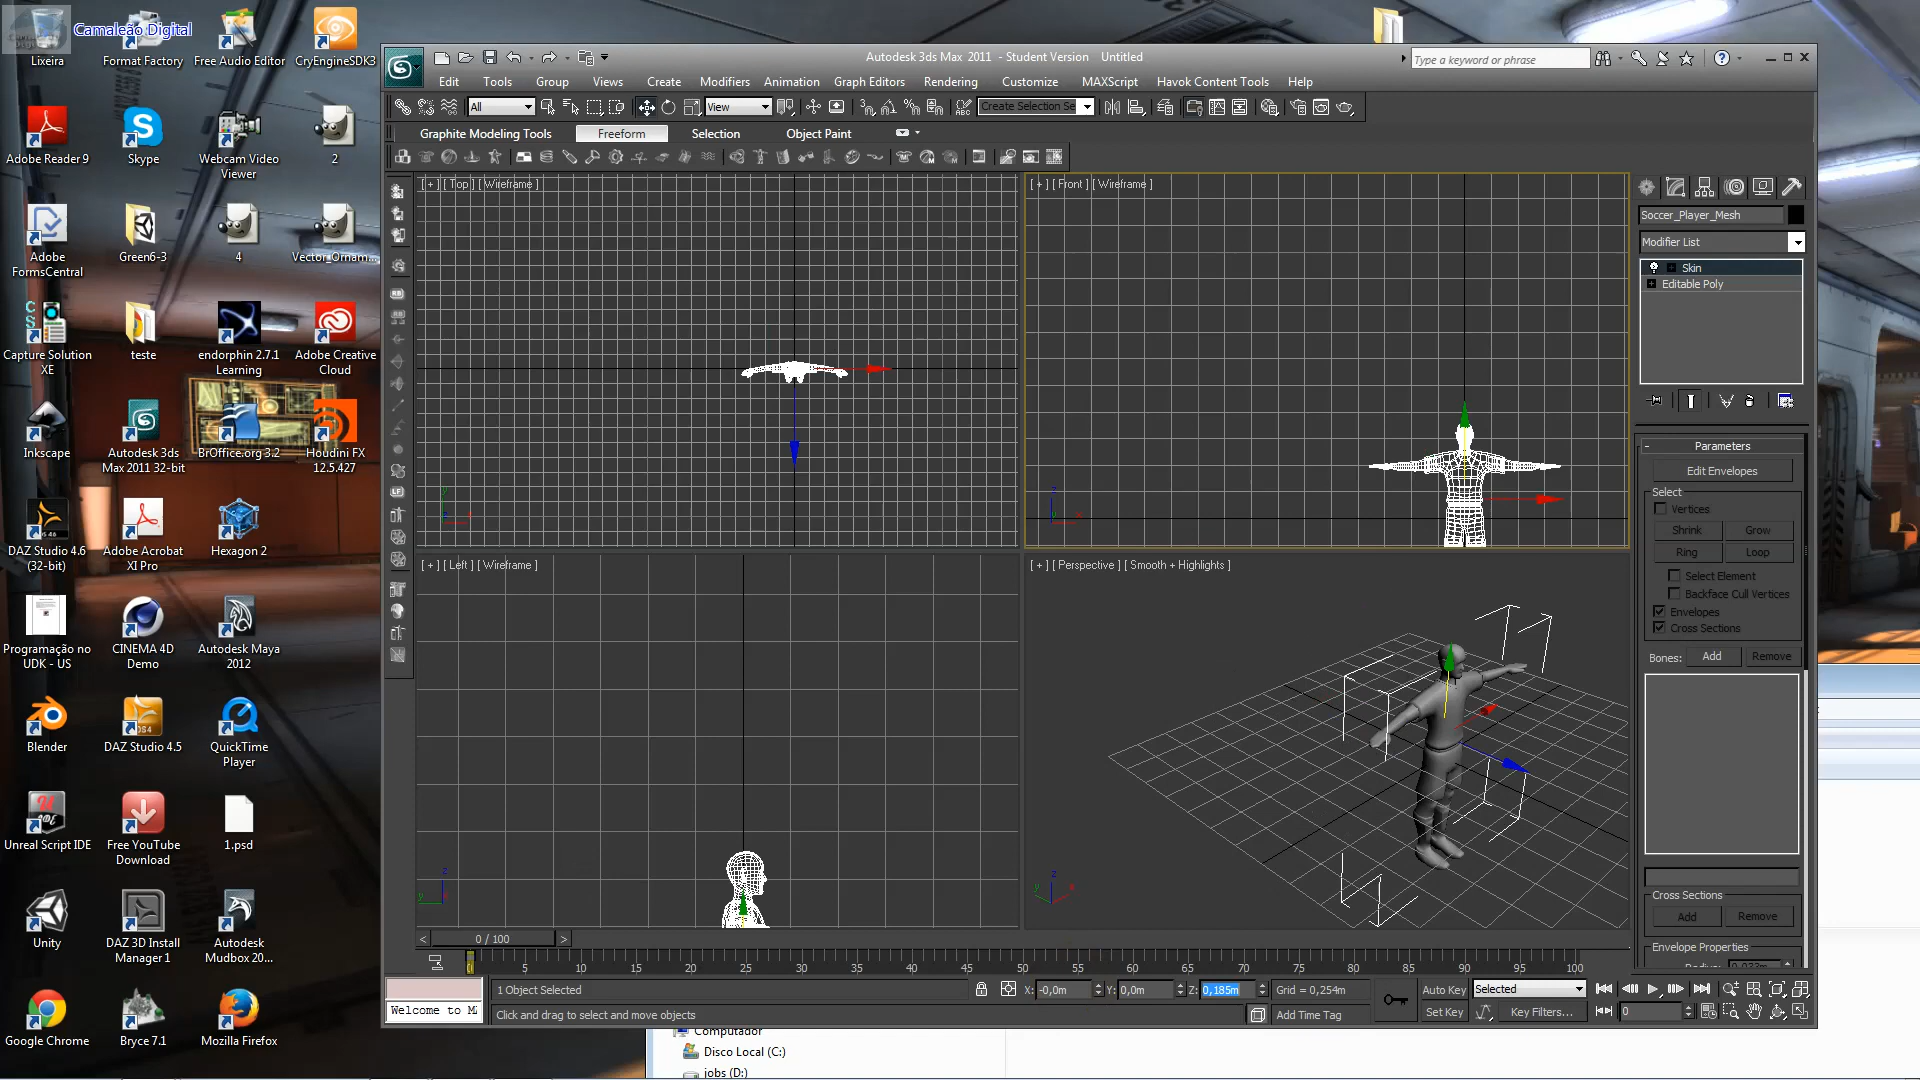 Camaleão Digital
Lixeira
Format Factory
Free Audio Editor
CryEngineSDK3
Adobe Reader 9
Skype
Webcam Video
Viewer
2
Adobe
FormsCentral
Green6-3
4
Vector_Ornam...
Capture Solution
XE
teste
endorphin 2.7.1
Learning
Adobe Creative
Cloud
Inkscape
Autodesk 3ds
Max 2011 32-bit
BrOffice.org 3.2
Houdini FX
12.5.427
DAZ Studio 4.6
(32-bit)
Adobe Acrobat
XI Pro
Hexagon 2
Programação no
UDK - US
CINEMA 4D
Demo
Autodesk Maya
2012
Blender
DAZ Studio 4.5
QuickTime
Player
Unreal Script IDE
Free YouTube
Download
1.psd
Unity
DAZ 3D Install
Manager 1
Autodesk
Mudbox 20...
Google Chrome
Bryce 7.1
Mozilla Firefox
Autodesk 3ds Max 2011 - Student Version Untitled
Type a keyword or phrase
Edit Tools Group Views Create Modifiers Animation Graph Editors Rendering Customize MAXScript Havok Content Tools Help
All View Create Selection Se
Graphite Modeling Tools Freeform Selection Object Paint
[ + ] [ Top ] [ Wireframe ]
[ + ] [ Front ] [ Wireframe ]
[ + ] [ Left ] [ Wireframe ]
[ + ] [ Perspective ] [ Smooth + Highlights ]
Soccer_Player_Mesh
Modifier List
Skin
Editable Poly
Parameters
Edit Envelopes
Select
Vertices
Shrink Grow
Ring Loop
Select Element
Backface Cull Vertices
Envelopes
Cross Sections
Bones: Add Remove
Cross Sections
Add Remove
Envelope Properties
< 0 / 100 >
0 5 10 15 20 25 30 35 40 45 50 55 60 65 70 75 80 85 90 95 100
1 Object Selected X: -0,0m Y: 0,0m Z: 0,185m Grid = 0,254m Auto Key Selected
Welcome to M Click and drag to select and move objects Add Time Tag Set Key Key Filters... 0
Computador
Disco Local (C:)
jobs (D:)